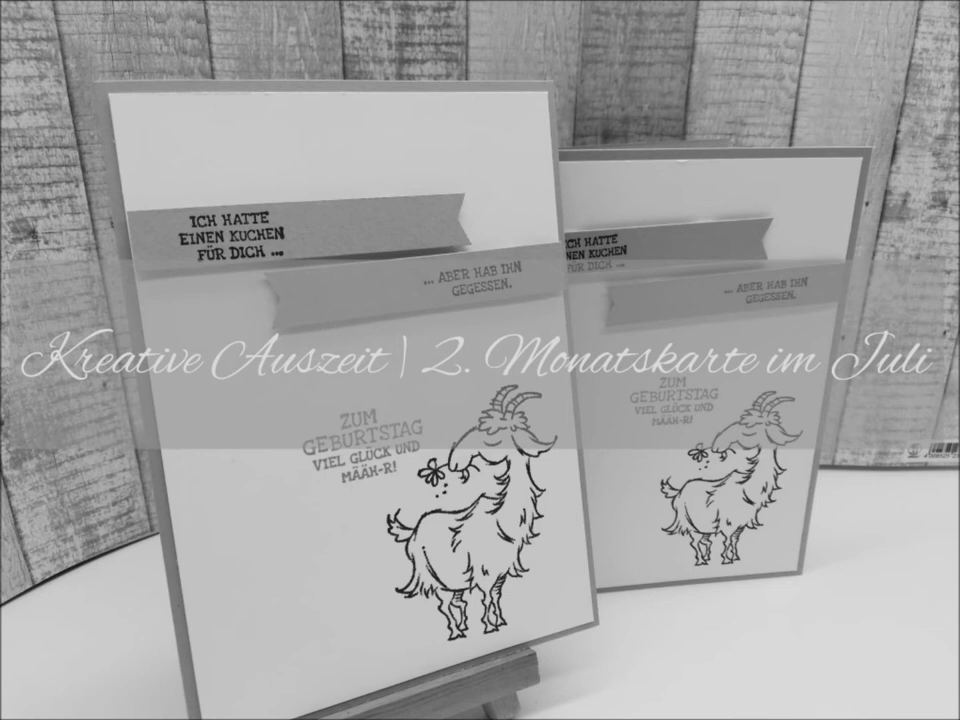 ICH HATTE
EINEN KUCHEN
FÜR DICH ...
... ABER HAB IHN
GEGESSEN.
ICH HATTE
EINEN KUCHEN
FÜR DICH ...
... ABER HAB IHN
GEGESSEN.
Kreative Auszeit | 2. Monatskarte im Juli
ZUM
GEBURTSTAG
VIEL GLÜCK UND
MÄÄH-R!
ZUM
GEBURTSTAG
VIEL GLÜCK UND
MÄÄH-R!